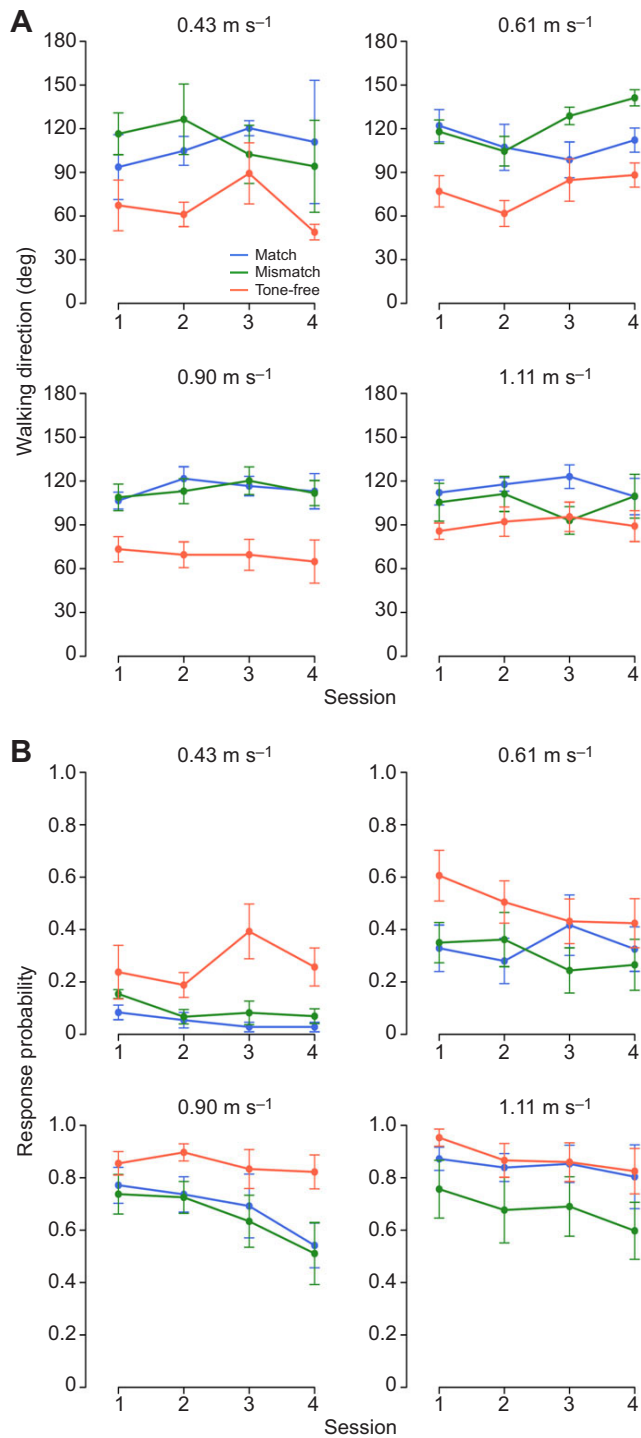 A
0.43 m s⁻¹
0.61 m s⁻¹
180
150
120
90
60
30
0
1 2 3 4
Match
Mismatch
Tone-free
180
150
120
90
60
30
0
1 2 3 4
Walking direction (deg)
0.90 m s⁻¹
1.11 m s⁻¹
180
150
120
90
60
30
0
1 2 3 4
180
150
120
90
60
30
0
1 2 3 4
Session
B
0.43 m s⁻¹
0.61 m s⁻¹
1.0
0.8
0.6
0.4
0.2
0
1 2 3 4
1.0
0.8
0.6
0.4
0.2
0
1 2 3 4
Response probability
0.90 m s⁻¹
1.11 m s⁻¹
1.0
0.8
0.6
0.4
0.2
0
1 2 3 4
1.0
0.8
0.6
0.4
0.2
0
1 2 3 4
Session